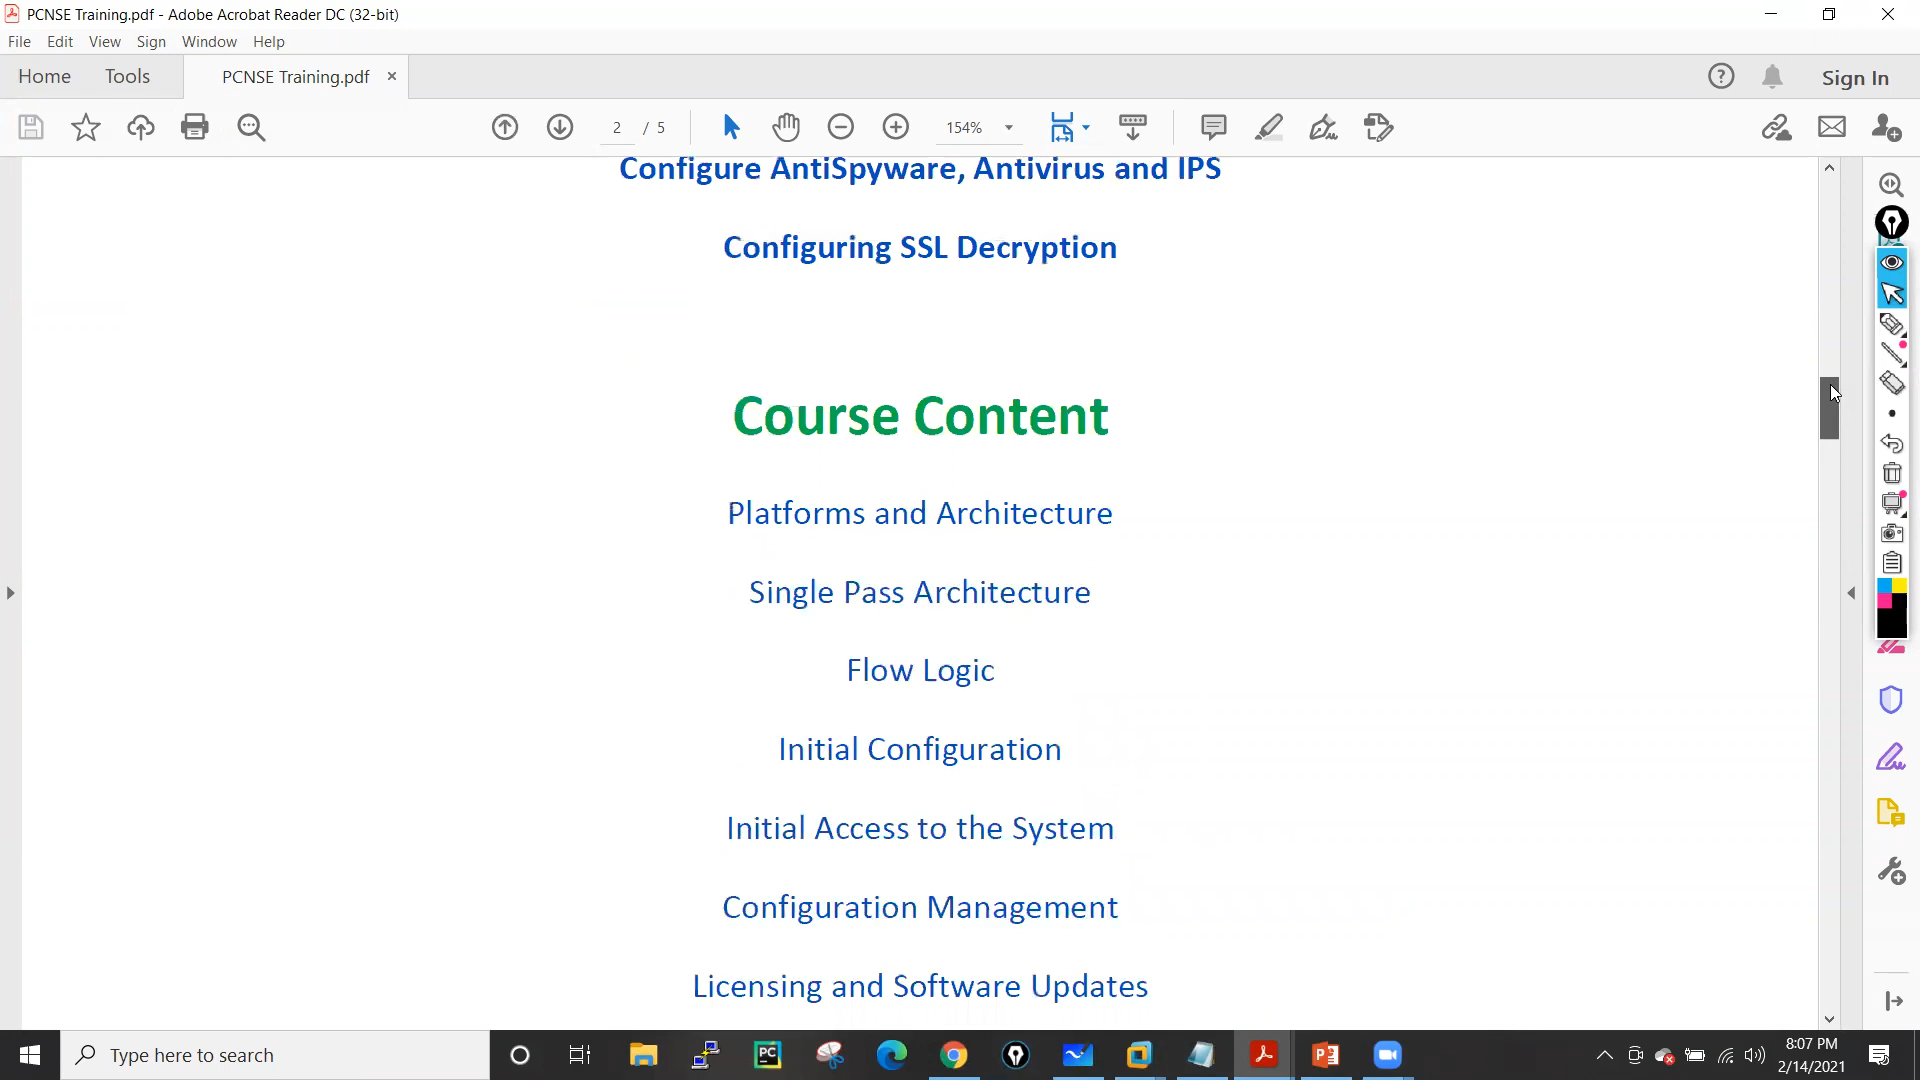 PCNSE Training.pdf - Adobe Acrobat Reader DC (32-bit)
File Edit View Sign Window Help
Home Tools PCNSE Training.pdf × Sign In
2 / 5 154%
Configure AntiSpyware, Antivirus and IPS
Configuring SSL Decryption
Course Content
Platforms and Architecture
Single Pass Architecture
Flow Logic
Initial Configuration
Initial Access to the System
Configuration Management
Licensing and Software Updates
Type here to search
PC
8:07 PM
2/14/2021